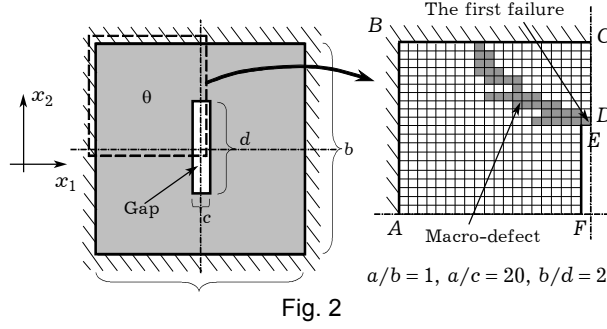 The first failure
B
C
θ
x₂
d
b
D
E
x₁
Gap
c
A
Macro-defect
F
a/b = 1, a/c = 20, b/d = 2
Fig. 2